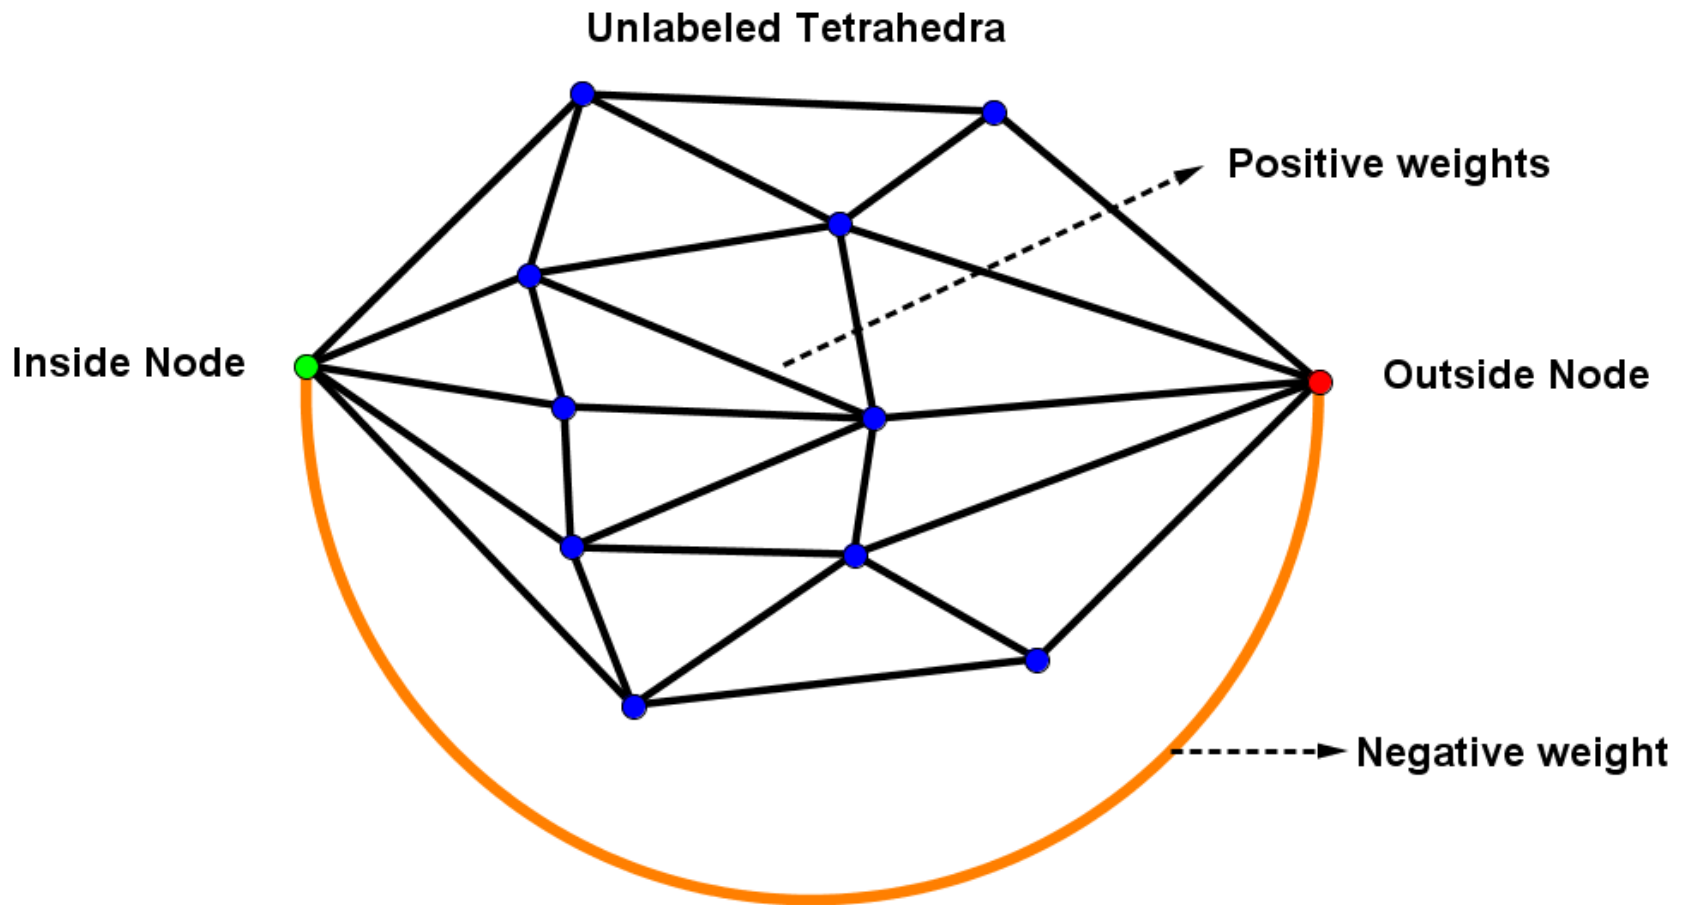 Unlabeled Tetrahedra
Positive weights
Inside Node
Outside Node
Negative weight